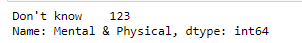 Don't know    123
Name: Mental & Physical, dtype: int64